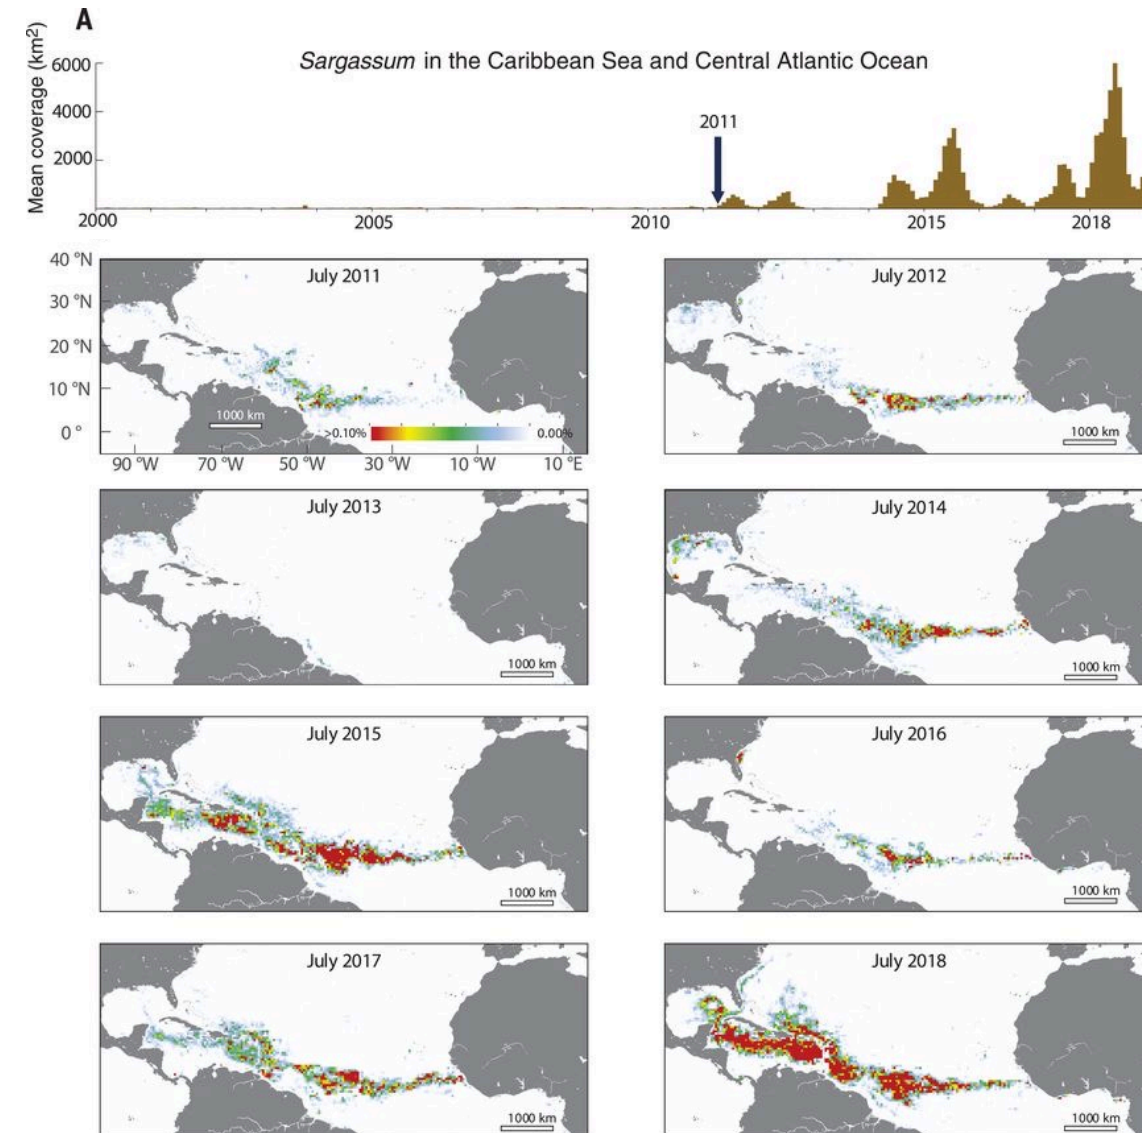 A
Sargassum in the Caribbean Sea and Central Atlantic Ocean
Mean coverage (km²)
6000
4000
2000
2011
2000 2005 2010 2015 2018
40 °N
30 °N
20 °N
10 °N
0 °
July 2011
1000 km
>0.10% 0.00%
90 °W 70 °W 50 °W 30 °W 10 °W 10 °E
July 2012
1000 km
July 2013
1000 km
July 2014
1000 km
July 2015
1000 km
July 2016
1000 km
July 2017
1000 km
July 2018
1000 km